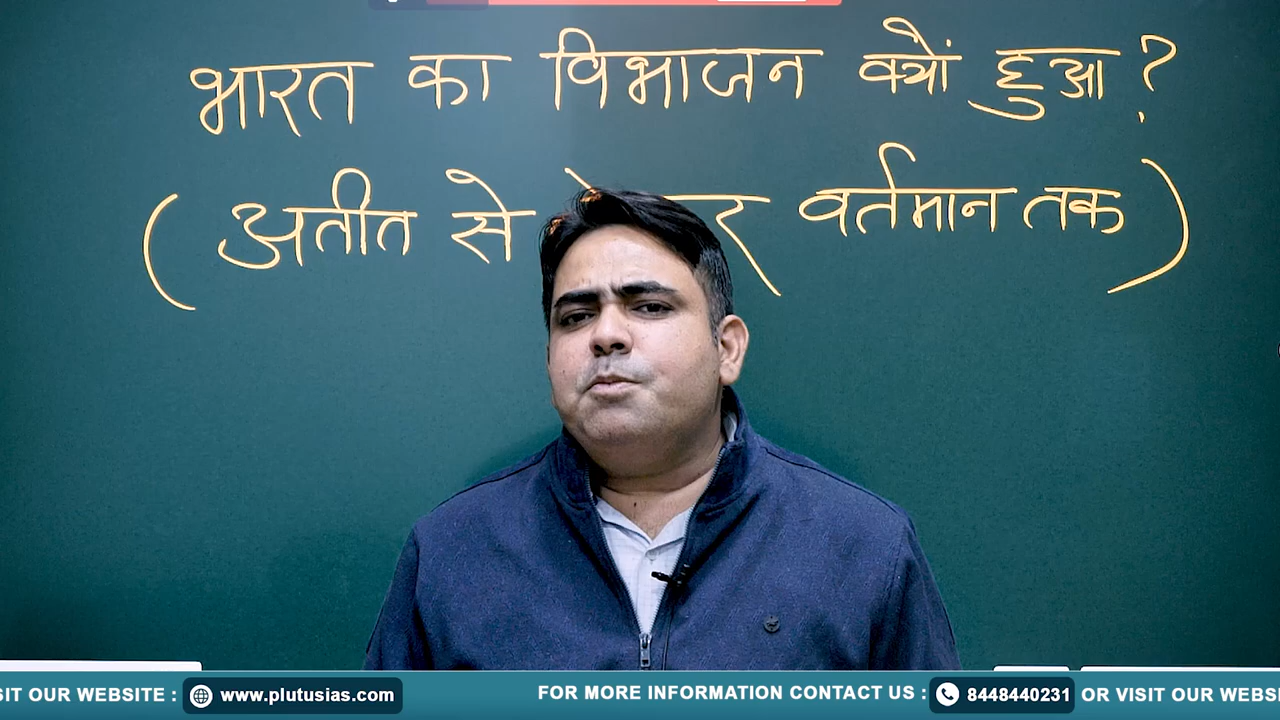 भारत का विभाजन क्यों हुआ ?
( अतीत से वर्तमान तक )
SIT OUR WEBSITE : www.plutusias.com FOR MORE INFORMATION CONTACT US : 8448440231 OR VISIT OUR WEBSI